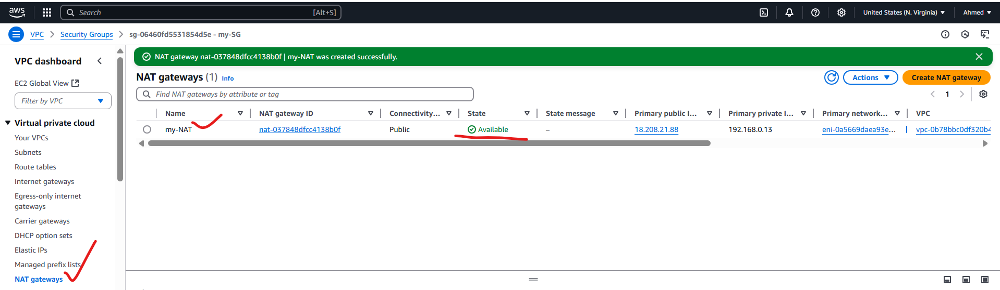 aws
Search [Alt+S]
United States (N. Virginia)
Ahmed
VPC > Security Groups > sg-06460fd5531854d5e - my-SG
VPC dashboard
EC2 Global View
Filter by VPC
Virtual private cloud
Your VPCs
Subnets
Route tables
Internet gateways
Egress-only internet
gateways
Carrier gateways
DHCP option sets
Elastic IPs
Managed prefix lists
NAT gateways
NAT gateway nat-037848dfcc4138b0f | my-NAT was created successfully.
NAT gateways (1) Info
Actions
Create NAT gateway
Find NAT gateways by attribute or tag
1
Name NAT gateway ID Connectivity... State State message Primary public I... Primary private I... Primary network... VPC
my-NAT nat-037848dfcc4138b0f Public Available – 18.208.21.88 192.168.0.13 eni-0a5669daea93e... vpc-0b78bbc0df320b4